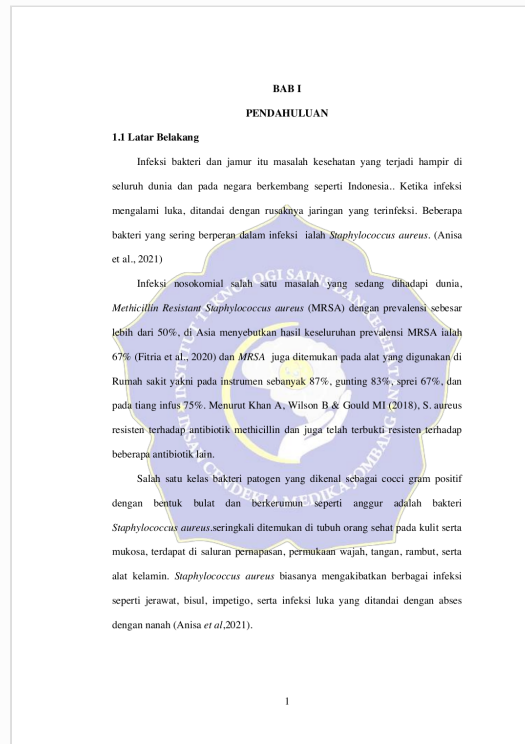 BAB I
PENDAHULUAN
1.1 Latar Belakang
Infeksi bakteri dan jamur itu masalah kesehatan yang terjadi hampir di
seluruh dunia dan pada negara berkembang seperti Indonesia.. Ketika infeksi
mengalami luka, ditandai dengan rusaknya jaringan yang terinfeksi. Beberapa
bakteri yang sering berperan dalam infeksi ialah Staphylococcus aureus. (Anisa
et al., 2021)
Infeksi nosokomial salah satu masalah yang sedang dihadapi dunia,
Methicillin Resistant Staphylococcus aureus (MRSA) dengan prevalensi sebesar
lebih dari 50%, di Asia menyebutkan hasil keseluruhan prevalensi MRSA ialah
67% (Fitria et al., 2020) dan MRSA juga ditemukan pada alat yang digunakan di
Rumah sakit yakni pada instrumen sebanyak 87%, gunting 83%, sprei 67%, dan
pada tiang infus 75%. Menurut Khan A, Wilson B & Gould MI (2018), S. aureus
resisten terhadap antibiotik methicillin dan juga telah terbukti resisten terhadap
beberapa antibiotik lain.
Salah satu kelas bakteri patogen yang dikenal sebagai cocci gram positif
dengan bentuk bulat dan berkerumun seperti anggur adalah bakteri
Staphylococcus aureus.seringkali ditemukan di tubuh orang sehat pada kulit serta
mukosa, terdapat di saluran pernapasan, permukaan wajah, tangan, rambut, serta
alat kelamin. Staphylococcus aureus biasanya mengakibatkan berbagai infeksi
seperti jerawat, bisul, impetigo, serta infeksi luka yang ditandai dengan abses
dengan nanah (Anisa et al,2021).
INSTITUT TEKNOLOGI SAINS DAN KESEHATAN
INSAN CENDEKIA MEDIKA JOMBANG
1